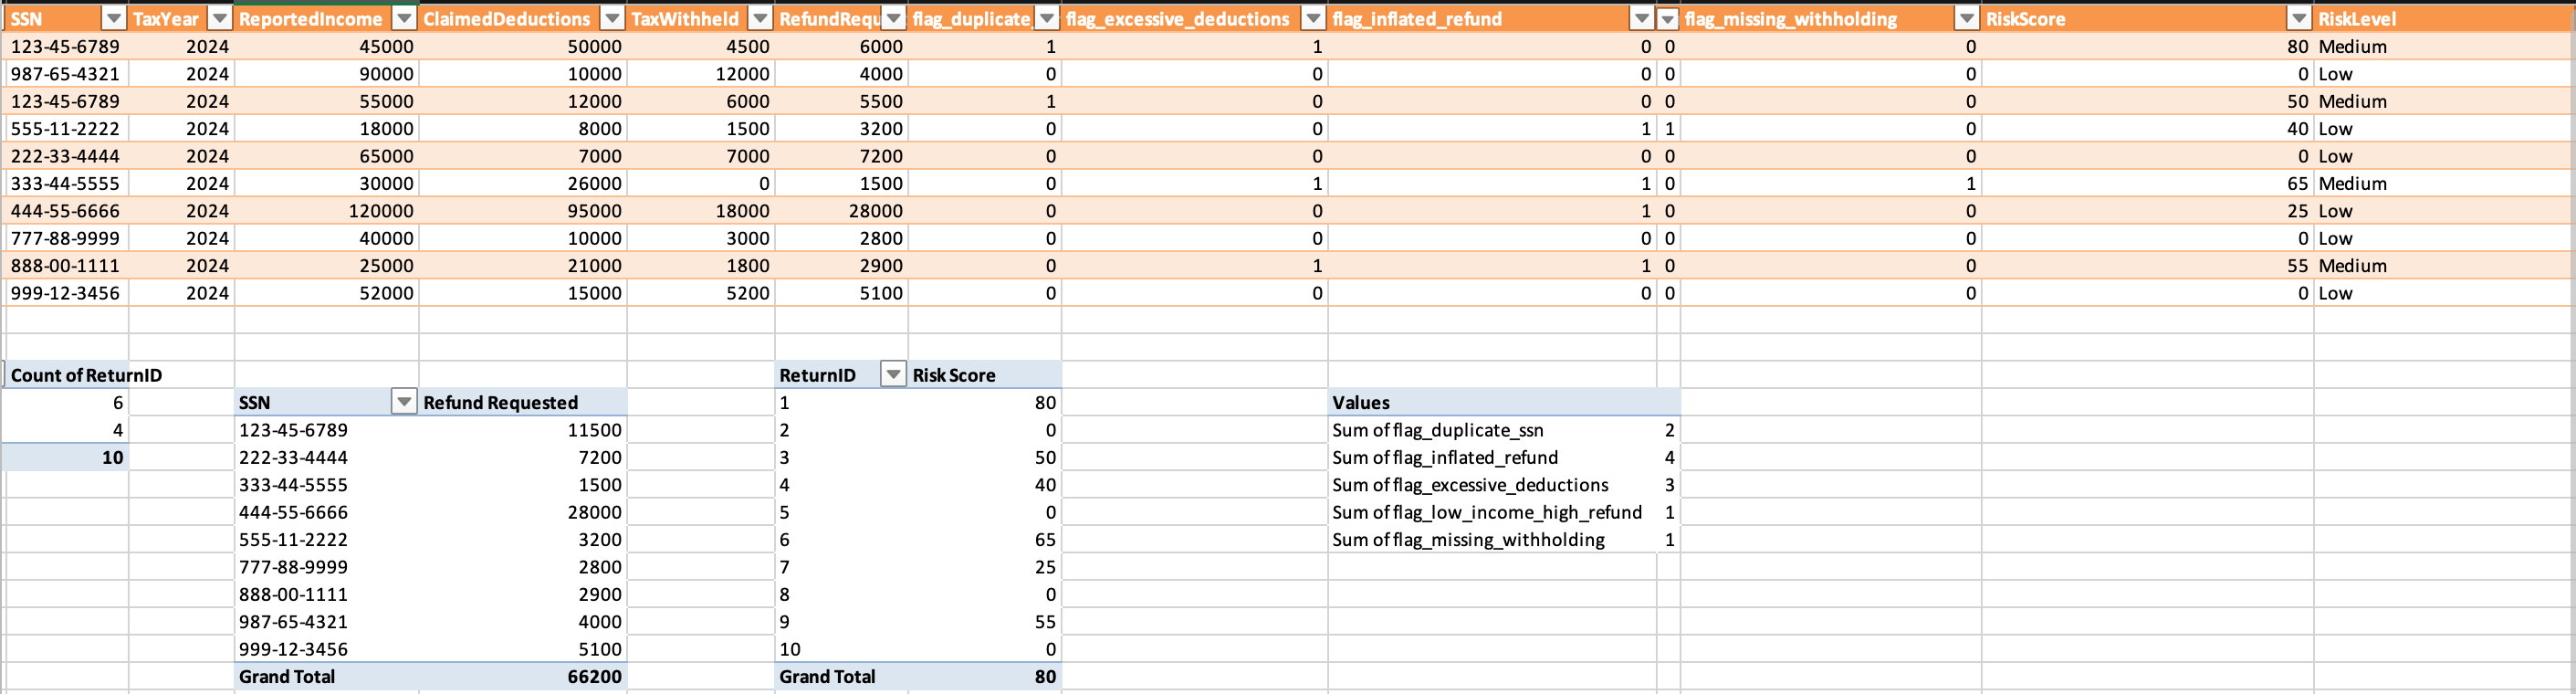 SSN TaxYear ReportedIncome ClaimedDeductions TaxWithheld RefundRequ flag_duplicate_ flag_excessive_deductions flag_inflated_refund flag_missing_withholding RiskScore RiskLevel
123-45-6789 2024 45000 50000 4500 6000 1 1 0 0 0 80 Medium
987-65-4321 2024 90000 10000 12000 4000 0 0 0 0 0 0 Low
123-45-6789 2024 55000 12000 6000 5500 1 0 0 0 0 50 Medium
555-11-2222 2024 18000 8000 1500 3200 0 0 1 1 0 40 Low
222-33-4444 2024 65000 7000 7000 7200 0 0 0 0 0 0 Low
333-44-5555 2024 30000 26000 0 1500 0 1 1 0 1 65 Medium
444-55-6666 2024 120000 95000 18000 28000 0 0 1 0 0 25 Low
777-88-9999 2024 40000 10000 3000 2800 0 0 0 0 0 0 Low
888-00-1111 2024 25000 21000 1800 2900 0 1 1 0 0 55 Medium
999-12-3456 2024 52000 15000 5200 5100 0 0 0 0 0 0 Low
Count of ReturnID ReturnID Risk Score
6 SSN Refund Requested 1 80 Values
4 123-45-6789 11500 2 0 Sum of flag_duplicate_ssn 2
10 222-33-4444 7200 3 50 Sum of flag_inflated_refund 4
333-44-5555 1500 4 40 Sum of flag_excessive_deductions 3
444-55-6666 28000 5 0 Sum of flag_low_income_high_refund 1
555-11-2222 3200 6 65 Sum of flag_missing_withholding 1
777-88-9999 2800 7 25
888-00-1111 2900 8 0
987-65-4321 4000 9 55
999-12-3456 5100 10 0
Grand Total 66200 Grand Total 80